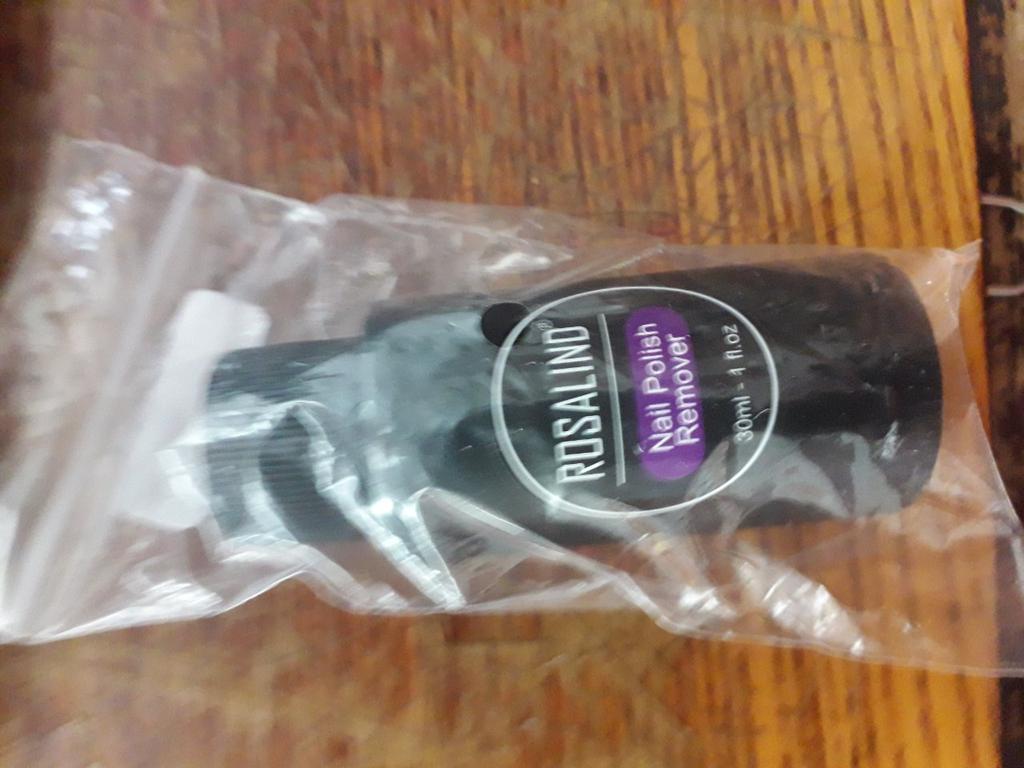 ROSALIND®
Nail Polish
Remover
30ml = 1 fl.oz